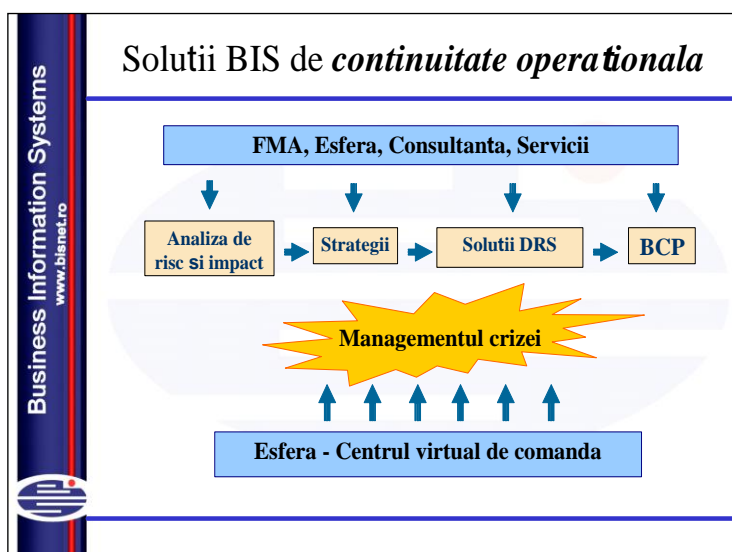 Solutii BIS de continuitate operaționala
FMA, Esfera, Consultanta, Servicii
Analiza de
risc si impact
Strategii
Solutii DRS
BCP
Managementul crizei
Esfera - Centrul virtual de comanda
Business Information Systems
www.bisnet.ro